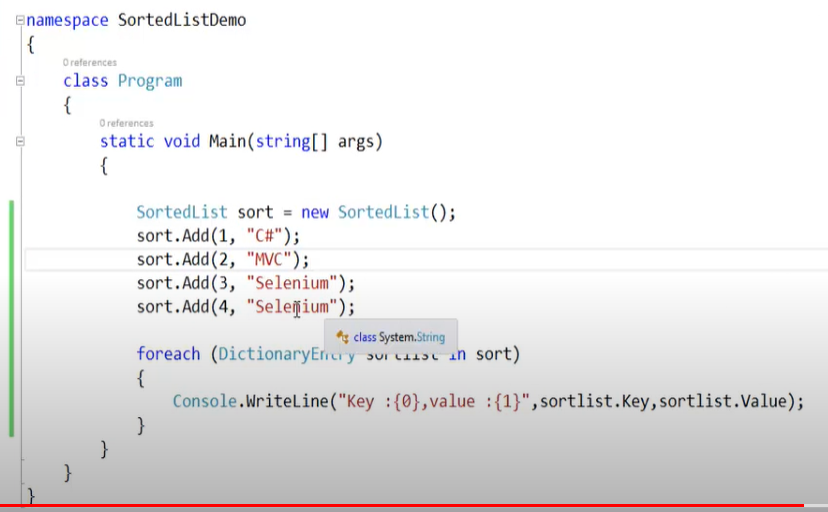 namespace SortedListDemo
{
0 references
class Program
{
0 references
static void Main(string[] args)
{
SortedList sort = new SortedList();
sort.Add(1, "C#");
sort.Add(2, "MVC");
sort.Add(3, "Selenium");
sort.Add(4, "Selenium");
class System.String
foreach (DictionaryEntry sortlist in sort)
{
Console.WriteLine("Key :{0},value :{1}",sortlist.Key,sortlist.Value);
}
}
}
}